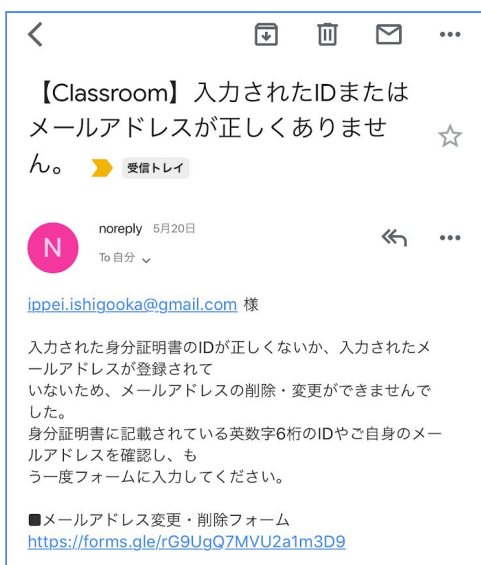 【Classroom】入力されたIDまたは
メールアドレスが正しくありませ
ん。 受信トレイ
N
noreply 5月20日
To 自分
ippei.ishigooka@gmail.com 様
入力された身分証明書のIDが正しくないか、入力されたメ
ールアドレスが登録されて
いないため、メールアドレスの削除・変更ができませんで
した。
身分証明書に記載されている英数字6桁のIDやご自身のメー
ルアドレスを確認し、も
う一度フォームに入力してください。
■メールアドレス変更・削除フォーム
https://forms.gle/rG9UgQ7MVU2a1m3D9